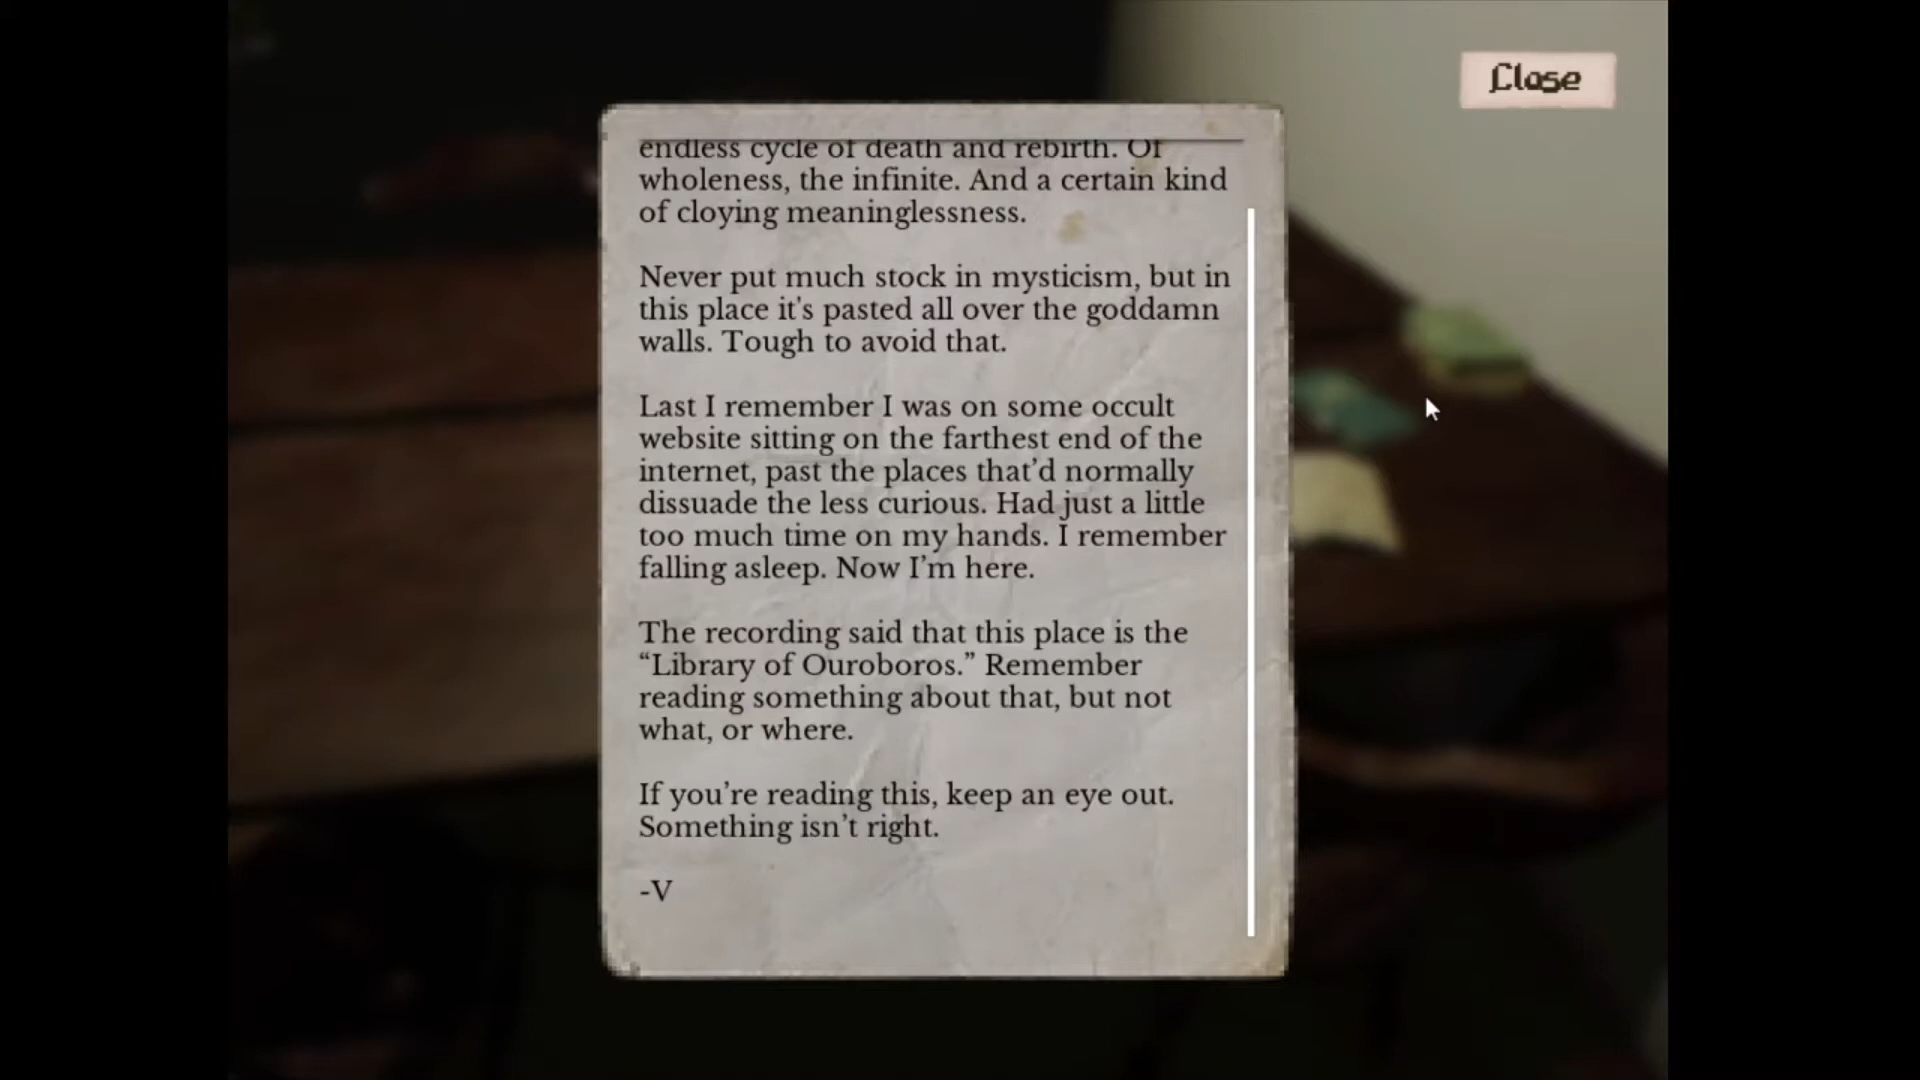 Close
endless cycle of death and rebirth. Of
wholeness, the infinite. And a certain kind
of cloying meaninglessness.
Never put much stock in mysticism, but in
this place it's pasted all over the goddamn
walls. Tough to avoid that.
Last I remember I was on some occult
website sitting on the farthest end of the
internet, past the places that’d normally
dissuade the less curious. Had just a little
too much time on my hands. I remember
falling asleep. Now I’m here.
The recording said that this place is the
“Library of Ouroboros.” Remember
reading something about that, but not
what, or where.
If you’re reading this, keep an eye out.
Something isn’t right.
-V